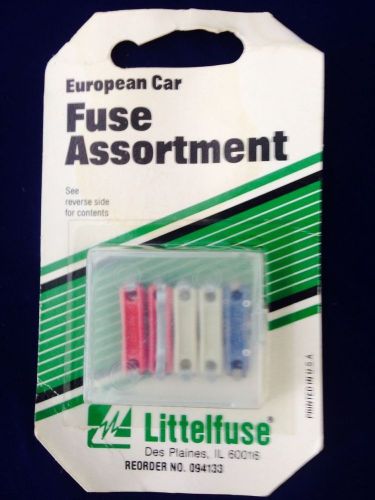 European Car
Fuse
Assortment
See
reverse side
for contents
PRINTED IN U.S.A.
Littelfuse®
Des Plaines, IL 60016
REORDER NO. 094133